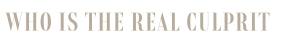 WHO IS THE REAL CULPRIT